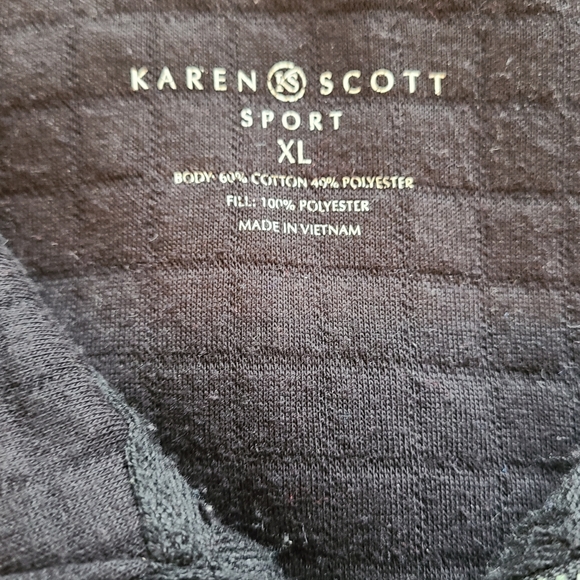 KAREN KS SCOTT
SPORT
XL
BODY: 60% COTTON 40% POLYESTER
FILL: 100% POLYESTER
MADE IN VIETNAM